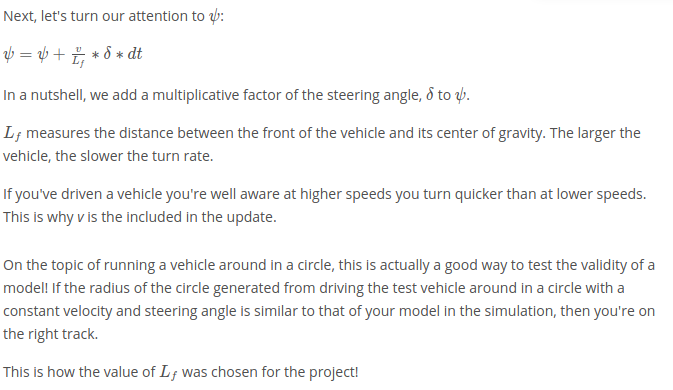 Next, let's turn our attention to ψ:
ψ = ψ + v/L_f * δ * dt
In a nutshell, we add a multiplicative factor of the steering angle, δ to ψ.
L_f measures the distance between the front of the vehicle and its center of gravity. The larger the
vehicle, the slower the turn rate.
If you've driven a vehicle you're well aware at higher speeds you turn quicker than at lower speeds.
This is why v is the included in the update.
On the topic of running a vehicle around in a circle, this is actually a good way to test the validity of a
model! If the radius of the circle generated from driving the test vehicle around in a circle with a
constant velocity and steering angle is similar to that of your model in the simulation, then you're on
the right track.
This is how the value of L_f was chosen for the project!